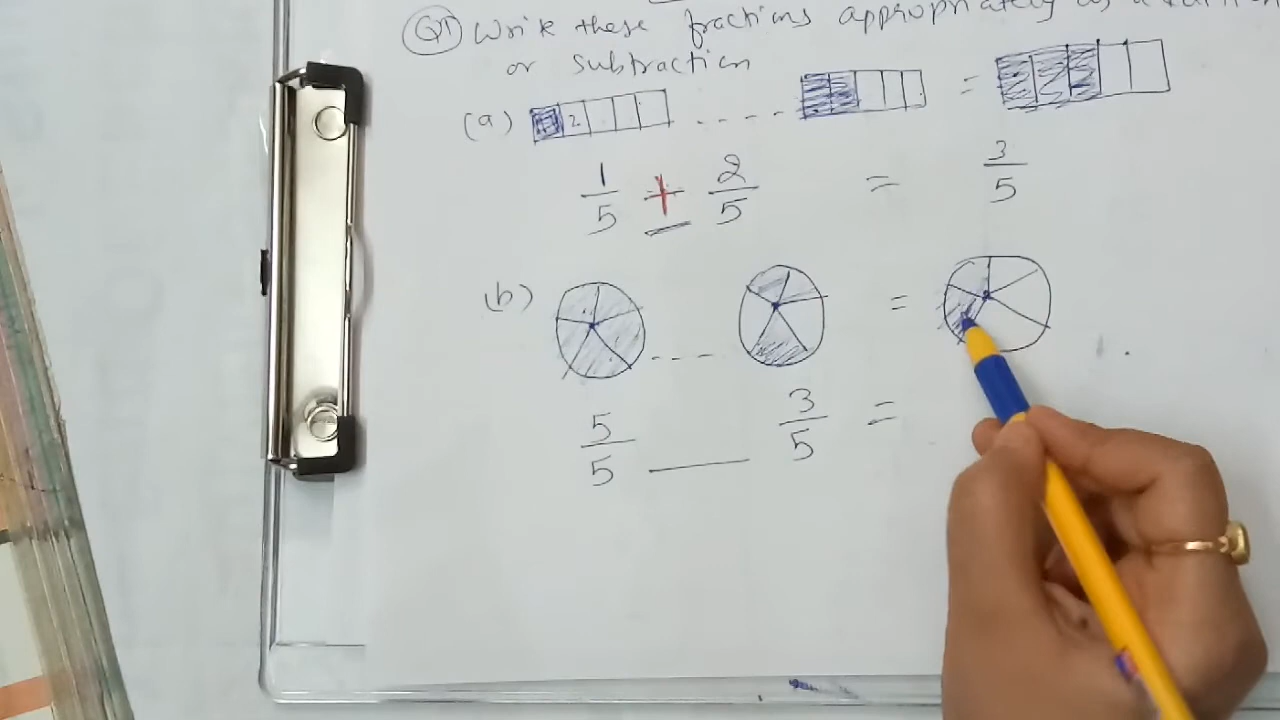 Q1 Write these fractions appropriately as
or subtraction
(a) 2 - - - - - =
1/5 + 2/5 = 3/5
(b) - - - =
5/5 ___ 3/5 =